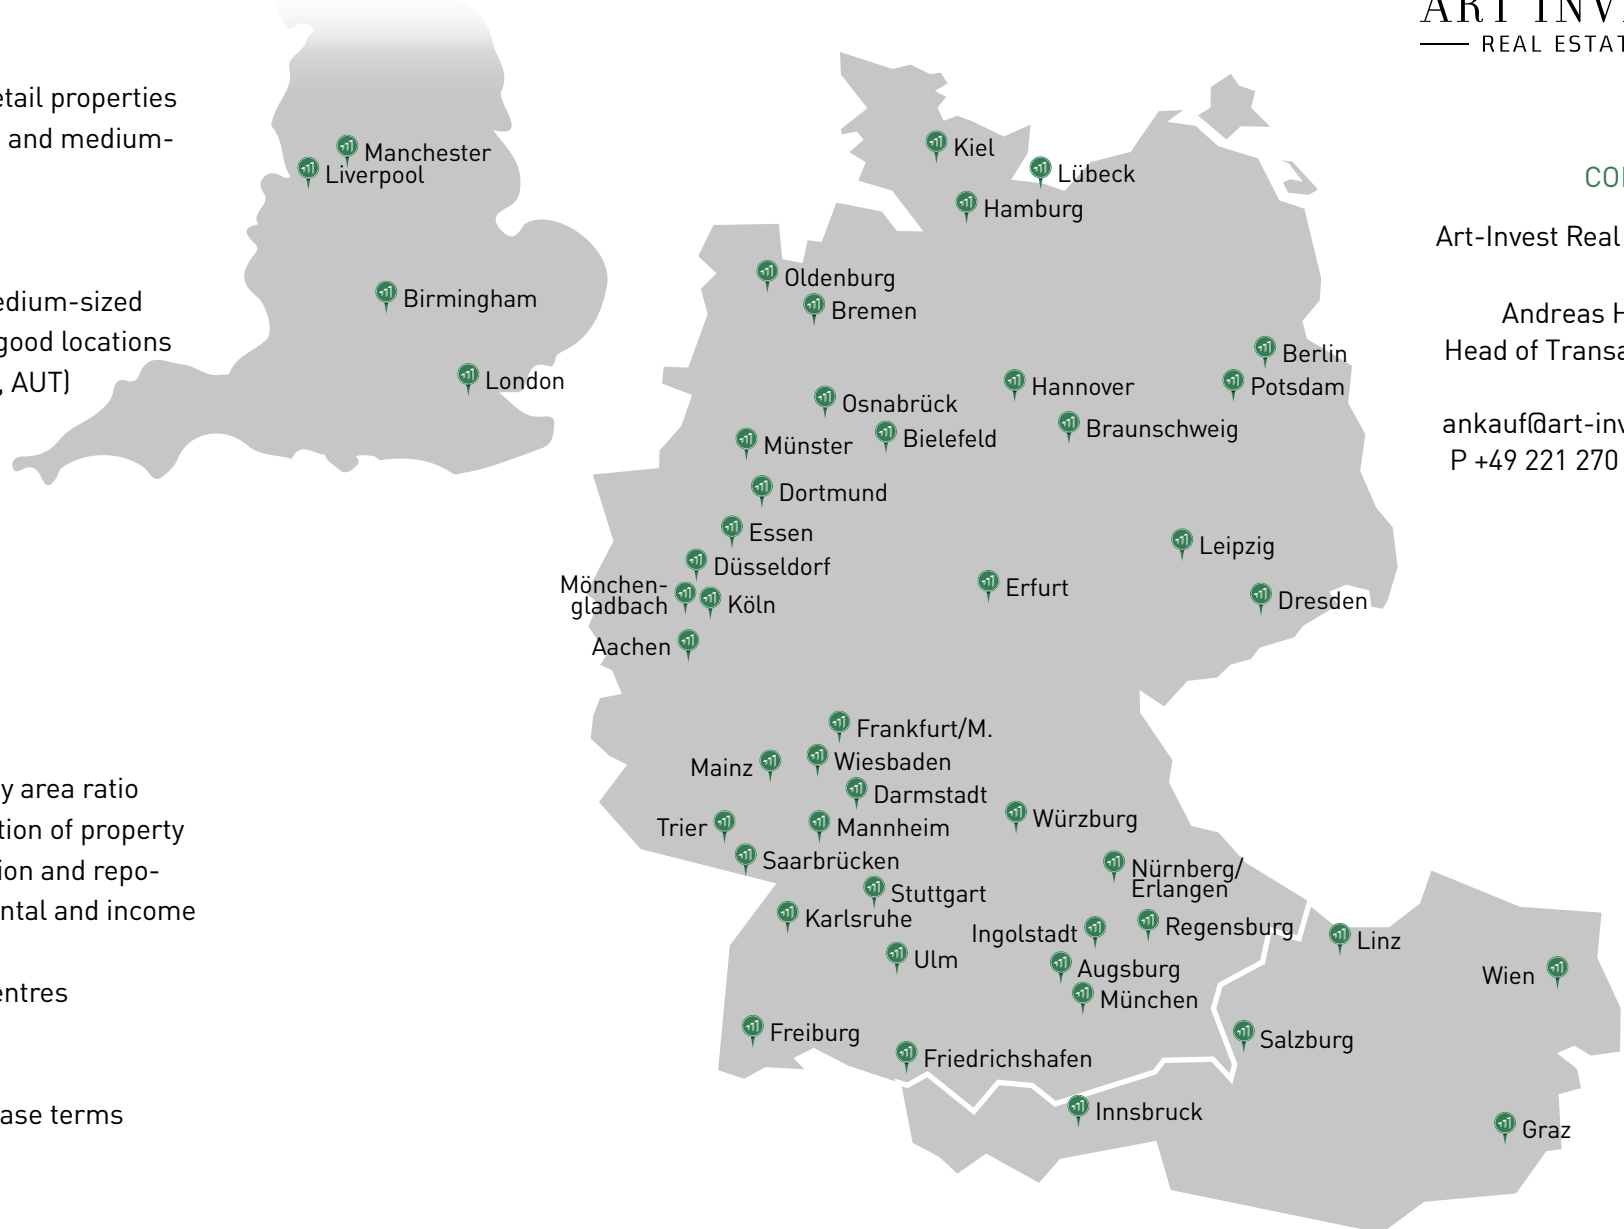 ART INV
REAL ESTAT
etail properties
and medium-
edium-sized
good locations
, AUT)
y area ratio
tion of property
ion and repo-
ental and income
entres
ase terms
Manchester
Liverpool
Birmingham
London
Kiel
Lübeck
Hamburg
Oldenburg
Bremen
Berlin
Potsdam
Hannover
Osnabrück
Braunschweig
Bielefeld
Münster
Dortmund
Essen
Leipzig
Düsseldorf
Mönchen-
gladbach
Köln
Erfurt
Dresden
Aachen
Frankfurt/M.
Wiesbaden
Mainz
Darmstadt
Würzburg
Trier
Mannheim
Saarbrücken
Nürnberg/
Erlangen
Stuttgart
Karlsruhe
Regensburg
Ingolstadt
Ulm
Augsburg
München
Freiburg
Friedrichshafen
Linz
Wien
Salzburg
Innsbruck
Graz
CO
Art-Invest Real
Andreas H
Head of Transa
ankauf@art-inv
P +49 221 270